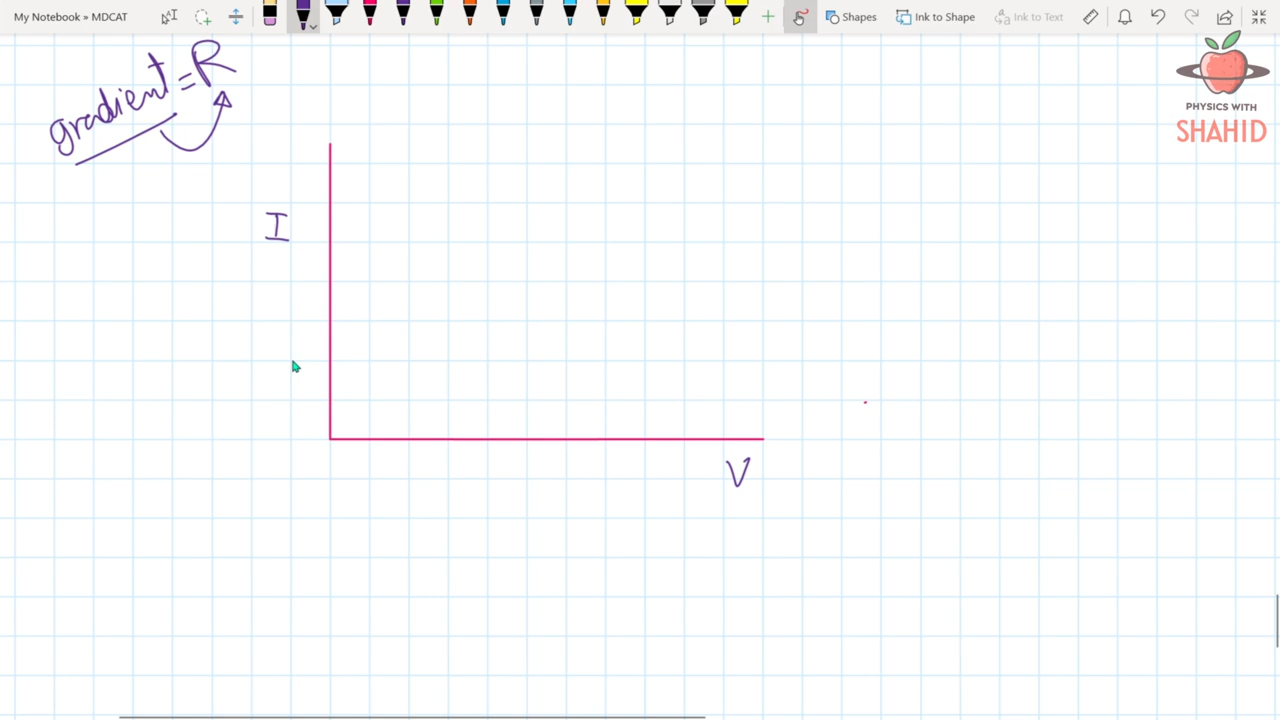 My Notebook » MDCAT
Shapes
Ink to Shape
Ink to Text
gradient = R
PHYSICS WITH
SHAHID
I
V